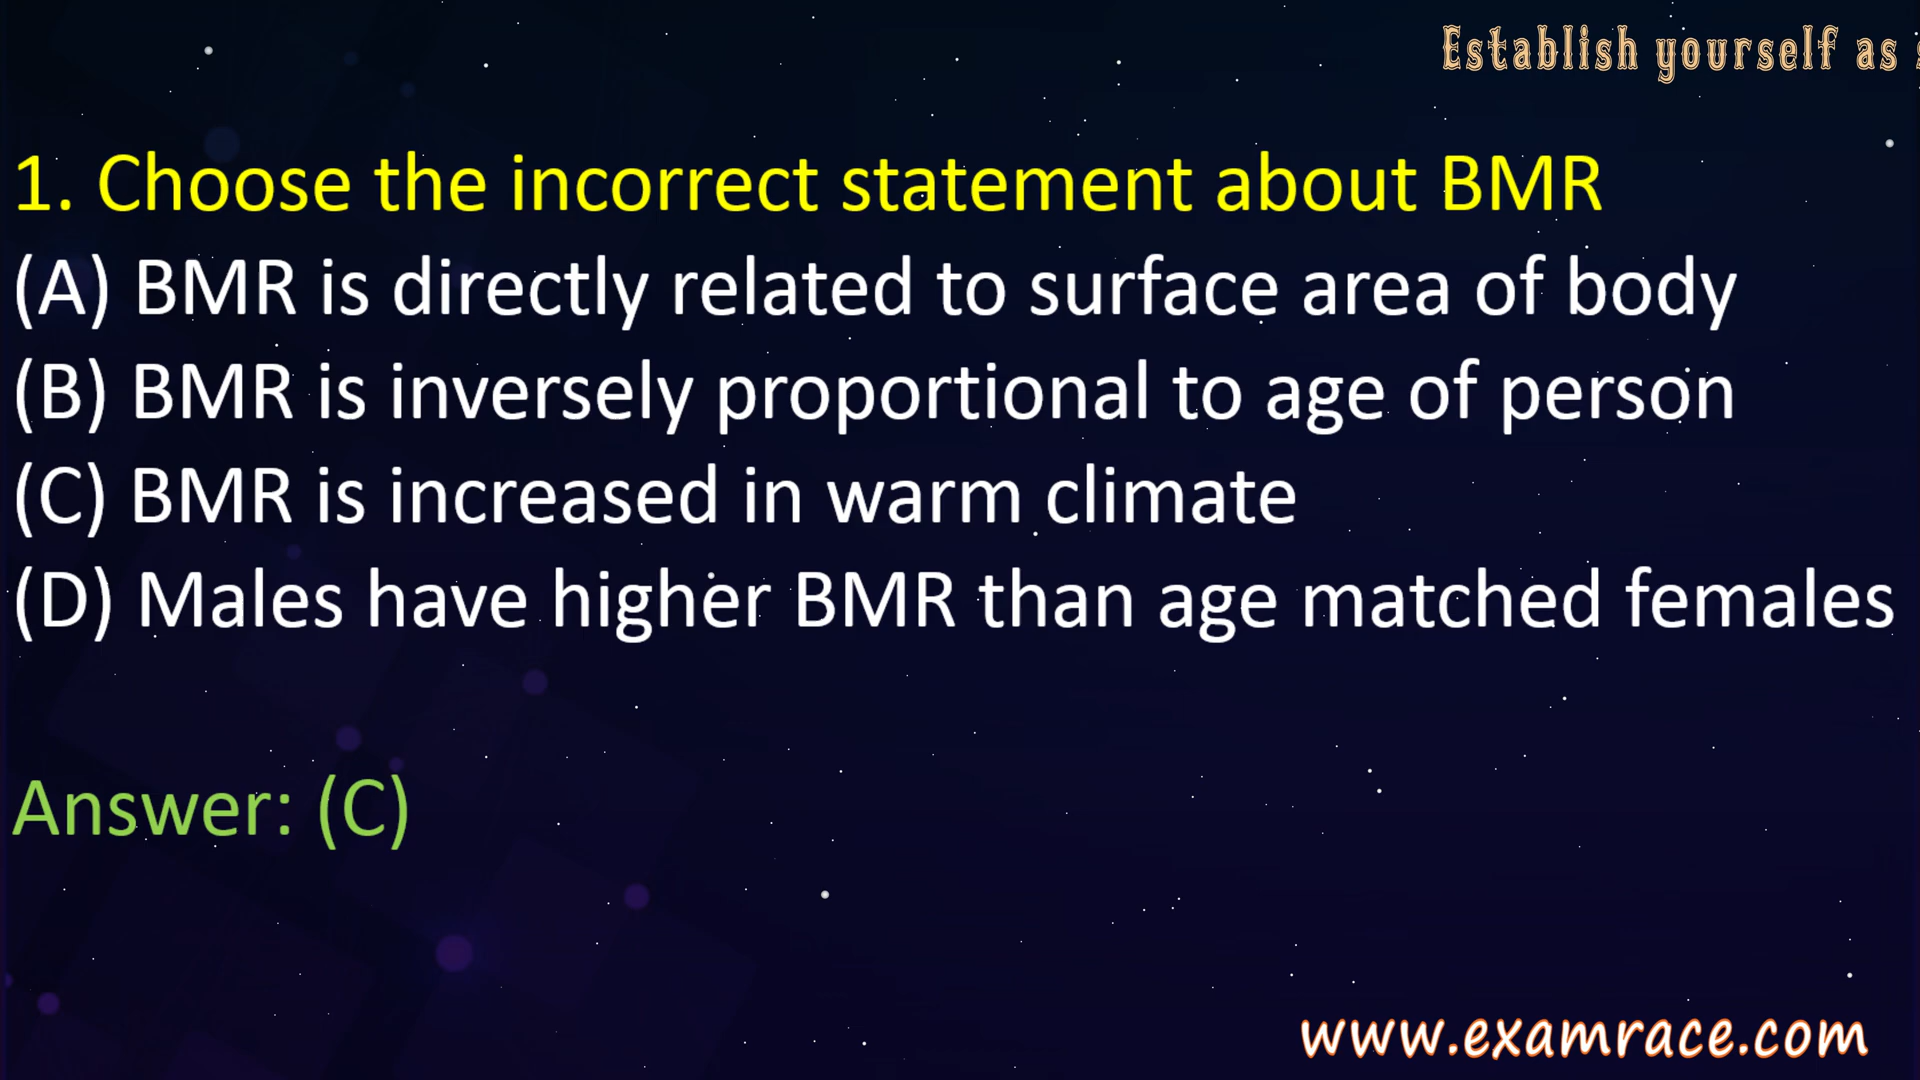 Establish yourself as
1. Choose the incorrect statement about BMR
(A) BMR is directly related to surface area of body
(B) BMR is inversely proportional to age of person
(C) BMR is increased in warm climate
(D) Males have higher BMR than age matched females
Answer: (C)
www.examrace.com